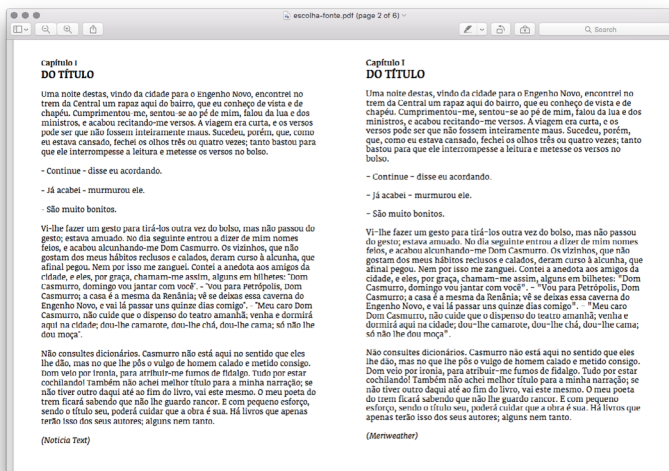 escolha-fonte.pdf (page 2 of 6)
Search
Capítulo I
DO TÍTULO
Uma noite destas, vindo da cidade para o Engenho Novo, encontrei no
trem da Central um rapaz aqui do bairro, que eu conheço de vista e de
chapéu. Cumprimentou-me, sentou-se ao pé de mim, falou da lua e dos
ministros, e acabou recitando-me versos. A viagem era curta, e os versos
pode ser que não fossem inteiramente maus. Sucedeu, porém, que, como
eu estava cansado, fechei os olhos três ou quatro vezes; tanto bastou para
que ele interrompesse a leitura e metesse os versos no bolso.
- Continue - disse eu acordando.
- Já acabei - murmurou ele.
- São muito bonitos.
Vi-lhe fazer um gesto para tirá-los outra vez do bolso, mas não passou do
gesto; estava amuado. No dia seguinte entrou a dizer de mim nomes
feios, e acabou alcunhando-me Dom Casmurro. Os vizinhos, que não
gostam dos meus hábitos reclusos e calados, deram curso à alcunha, que
afinal pegou. Nem por isso me zanguei. Contei a anedota aos amigos da
cidade, e eles, por graça, chamam-me assim, alguns em bilhetes: "Dom
Casmurro, domingo vou jantar com você". - "Vou para Petrópolis, Dom
Casmurro; a casa é a mesma da Renânia; vê se deixas essa caverna do
Engenho Novo, e vai lá passar uns quinze dias comigo". - "Meu caro Dom
Casmurro, não cuide que o dispenso do teatro amanhã; venha e dormirá
aqui na cidade; dou-lhe camarote, dou-lhe chá, dou-lhe cama; só não lhe
dou moça".
Não consultes dicionários. Casmurro não está aqui no sentido que eles
lhe dão, mas no que lhe pôs o vulgo de homem calado e metido consigo.
Dom veio por ironia, para atribuir-me fumos de fidalgo. Tudo por estar
cochilando! Também não achei melhor título para a minha narração; se
não tiver outro daqui até ao fim do livro, vai este mesmo. O meu poeta do
trem ficará sabendo que não lhe guardo rancor. E com pequeno esforço,
sendo o título seu, poderá cuidar que a obra é sua. Há livros que apenas
terão isso dos seus autores; alguns nem tanto.
(Noticia Text)
Capítulo I
DO TÍTULO
Uma noite destas, vindo da cidade para o Engenho Novo, encontrei no
trem da Central um rapaz aqui do bairro, que eu conheço de vista e de
chapéu. Cumprimentou-me, sentou-se ao pé de mim, falou da lua e dos
ministros, e acabou recitando-me versos. A viagem era curta, e os
versos pode ser que não fossem inteiramente maus. Sucedeu, porém,
que, como eu estava cansado, fechei os olhos três ou quatro vezes; tanto
bastou para que ele interrompesse a leitura e metesse os versos no
bolso.
- Continue - disse eu acordando.
- Já acabei - murmurou ele.
- São muito bonitos.
Vi-lhe fazer um gesto para tirá-los outra vez do bolso, mas não passou
do gesto; estava amuado. No dia seguinte entrou a dizer de mim nomes
feios, e acabou alcunhando-me Dom Casmurro. Os vizinhos, que não
gostam dos meus hábitos reclusos e calados, deram curso à alcunha,
que afinal pegou. Nem por isso me zanguei. Contei a anedota aos amigos
da cidade, e eles, por graça, chamam-me assim, alguns em bilhetes: "Dom
Casmurro, domingo vou jantar com você". - "Vou para Petrópolis, Dom
Casmurro; a casa é a mesma da Renânia; vê se deixas essa caverna do
Engenho Novo, e vai lá passar uns quinze dias comigo". - "Meu caro
Dom Casmurro, não cuide que o dispenso do teatro amanhã; venha e
dormirá aqui na cidade; dou-lhe camarote, dou-lhe chá, dou-lhe cama;
só não lhe dou moça".
Não consultes dicionários. Casmurro não está aqui no sentido que eles
lhe dão, mas no que lhe pôs o vulgo de homem calado e metido consigo.
Dom veio por ironia, para atribuir-me fumos de fidalgo. Tudo por estar
cochilando! Também não achei melhor título para a minha narração; se
não tiver outro daqui até ao fim do livro, vai este mesmo. O meu poeta
do trem ficará sabendo que não lhe guardo rancor. E com pequeno
esforço, sendo o título seu, poderá cuidar que a obra é sua. Há livros que
apenas terão isso dos seus autores; alguns nem tanto.
(Meriweather)